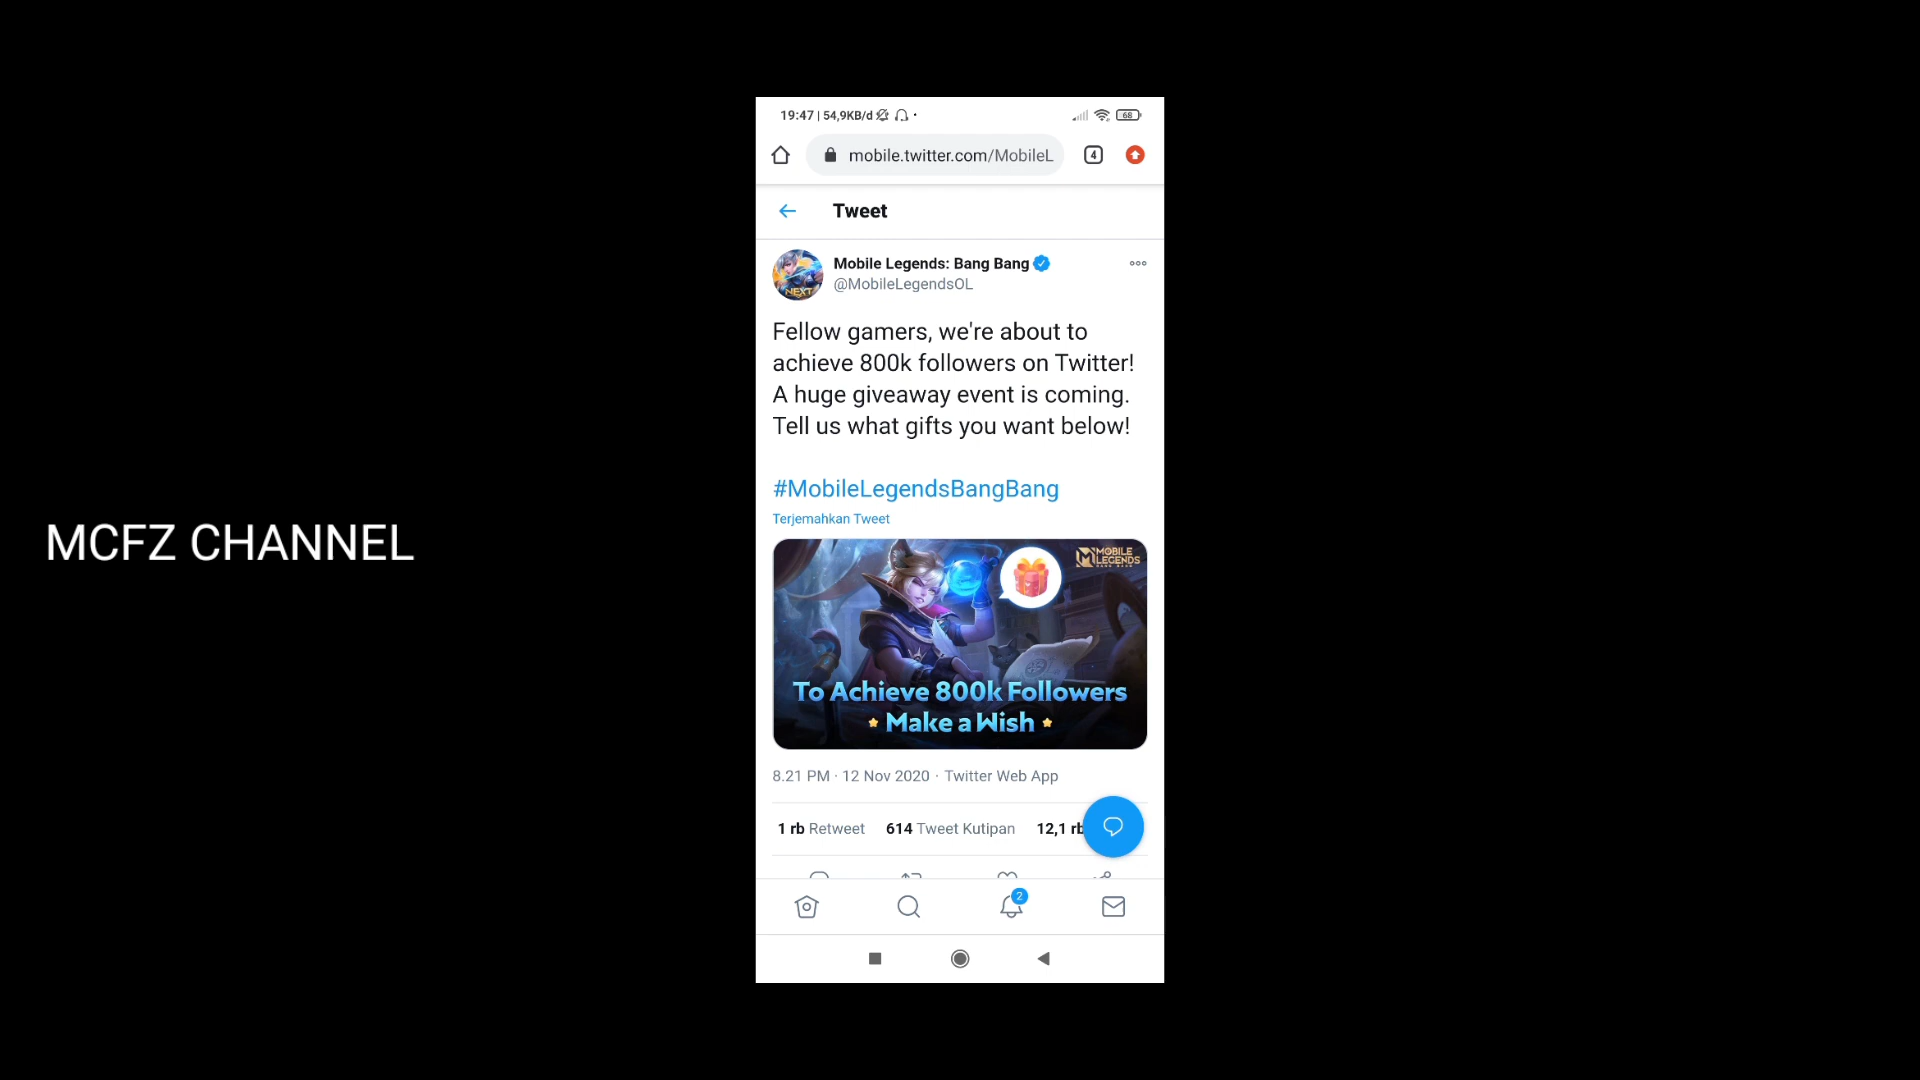 19:47 | 54,9KB/d
68
mobile.twitter.com/MobileL
4
Tweet
Mobile Legends: Bang Bang
@MobileLegendsOL
NEXT
Fellow gamers, we're about to
achieve 800k followers on Twitter!
A huge giveaway event is coming.
Tell us what gifts you want below!
#MobileLegendsBangBang
Terjemahkan Tweet
MCFZ CHANNEL
MOBILE
LEGENDS
BANG BANG
To Achieve 800k Followers
Make a Wish
8.21 PM · 12 Nov 2020 · Twitter Web App
1 rb Retweet 614 Tweet Kutipan 12,1 rb
2